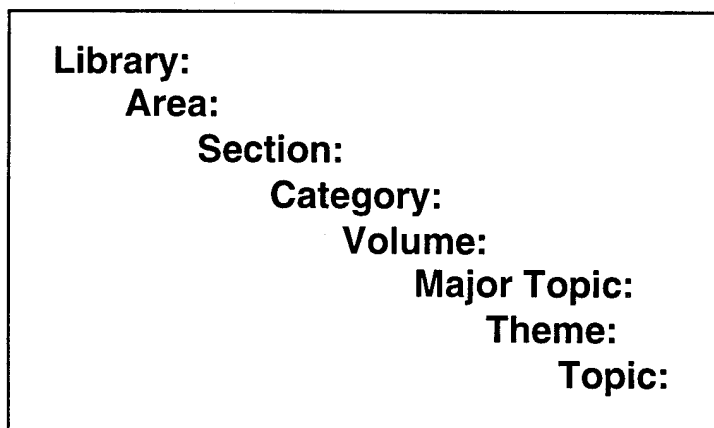 Library:
Area:
Section:
Category:
Volume:
Major Topic:
Theme:
Topic: